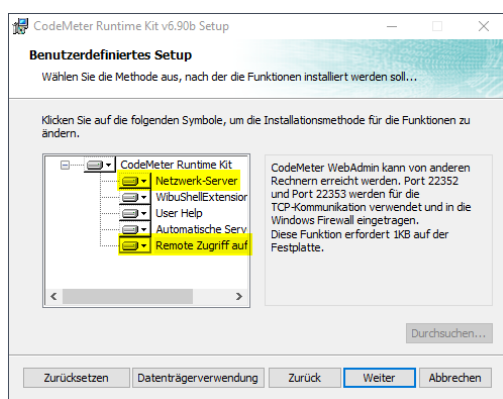 CodeMeter Runtime Kit v6.90b Setup
Benutzerdefiniertes Setup
Wählen Sie die Methode aus, nach der die Funktionen installiert werden soll...
Klicken Sie auf die folgenden Symbole, um die Installationsmethode für die Funktionen zu
ändern.
CodeMeter Runtime Kit
Netzwerk-Server
WibuShellExtension
User Help
Automatische Serv
Remote Zugriff auf
CodeMeter WebAdmin kann von anderen
Rechnern erreicht werden. Port 22352
und Port 22353 werden für die
TCP-Kommunikation verwendet und in die
Windows Firewall eingetragen.
Diese Funktion erfordert 1KB auf der
Festplatte.
Durchsuchen...
Zurücksetzen
Datenträgerverwendung
Zurück
Weiter
Abbrechen